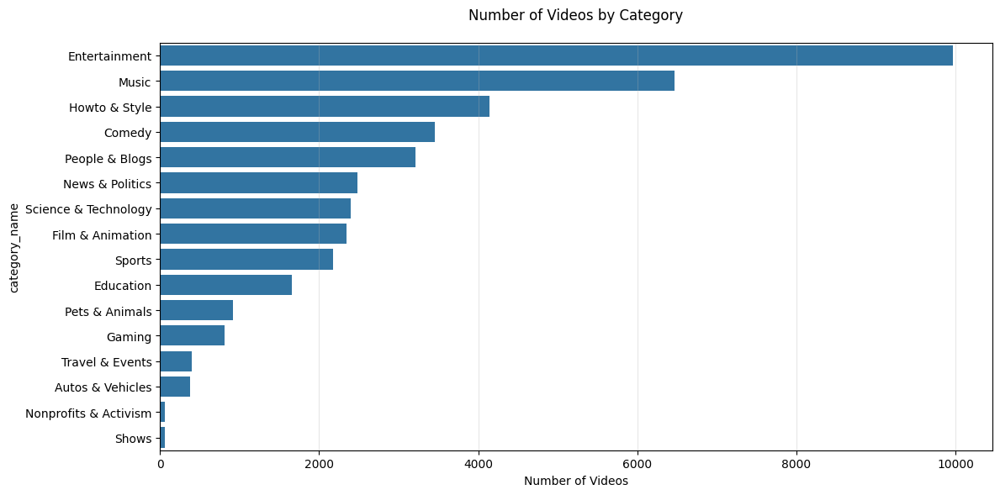 Number of Videos by Category
category_name
Entertainment
Music
Howto & Style
Comedy
People & Blogs
News & Politics
Science & Technology
Film & Animation
Sports
Education
Pets & Animals
Gaming
Travel & Events
Autos & Vehicles
Nonprofits & Activism
Shows
0 2000 4000 6000 8000 10000
Number of Videos